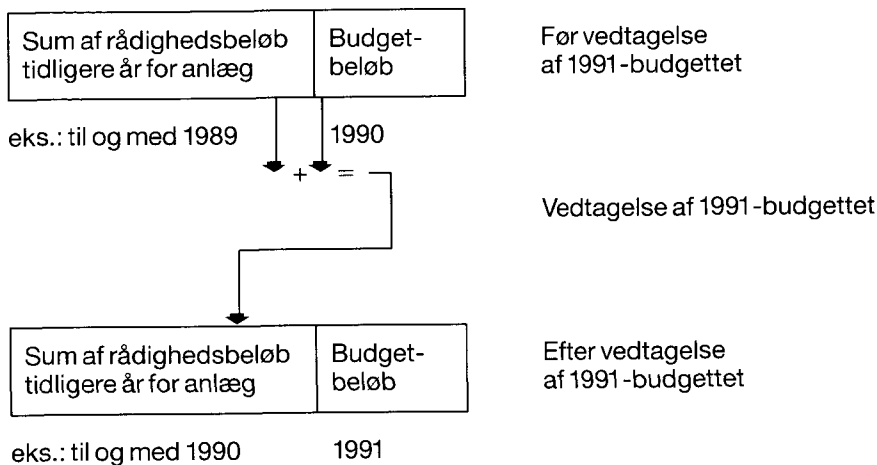 Sum af rådighedsbeløb
tidligere år for anlæg
Budget-
beløb
Før vedtagelse
af 1991-budgettet
eks.: til og med 1989
1990
+ =
Vedtagelse af 1991-budgettet
Sum af rådighedsbeløb
tidligere år for anlæg
Budget-
beløb
Efter vedtagelse
af 1991-budgettet
eks.: til og med 1990
1991